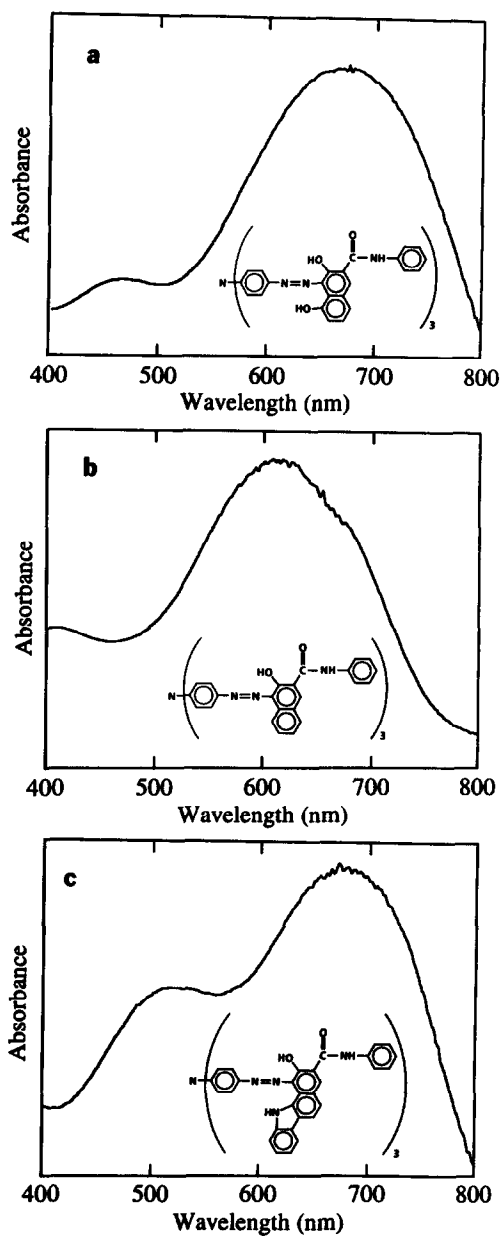 a
Absorbance
O
HO C NH
N N=N
HO
3
400 500 600 700 800
Wavelength (nm)
b
Absorbance
O
HO C NH
N N=N
3
400 500 600 700 800
Wavelength (nm)
c
Absorbance
O
HO C NH
N N=N
HN
3
400 500 600 700 800
Wavelength (nm)